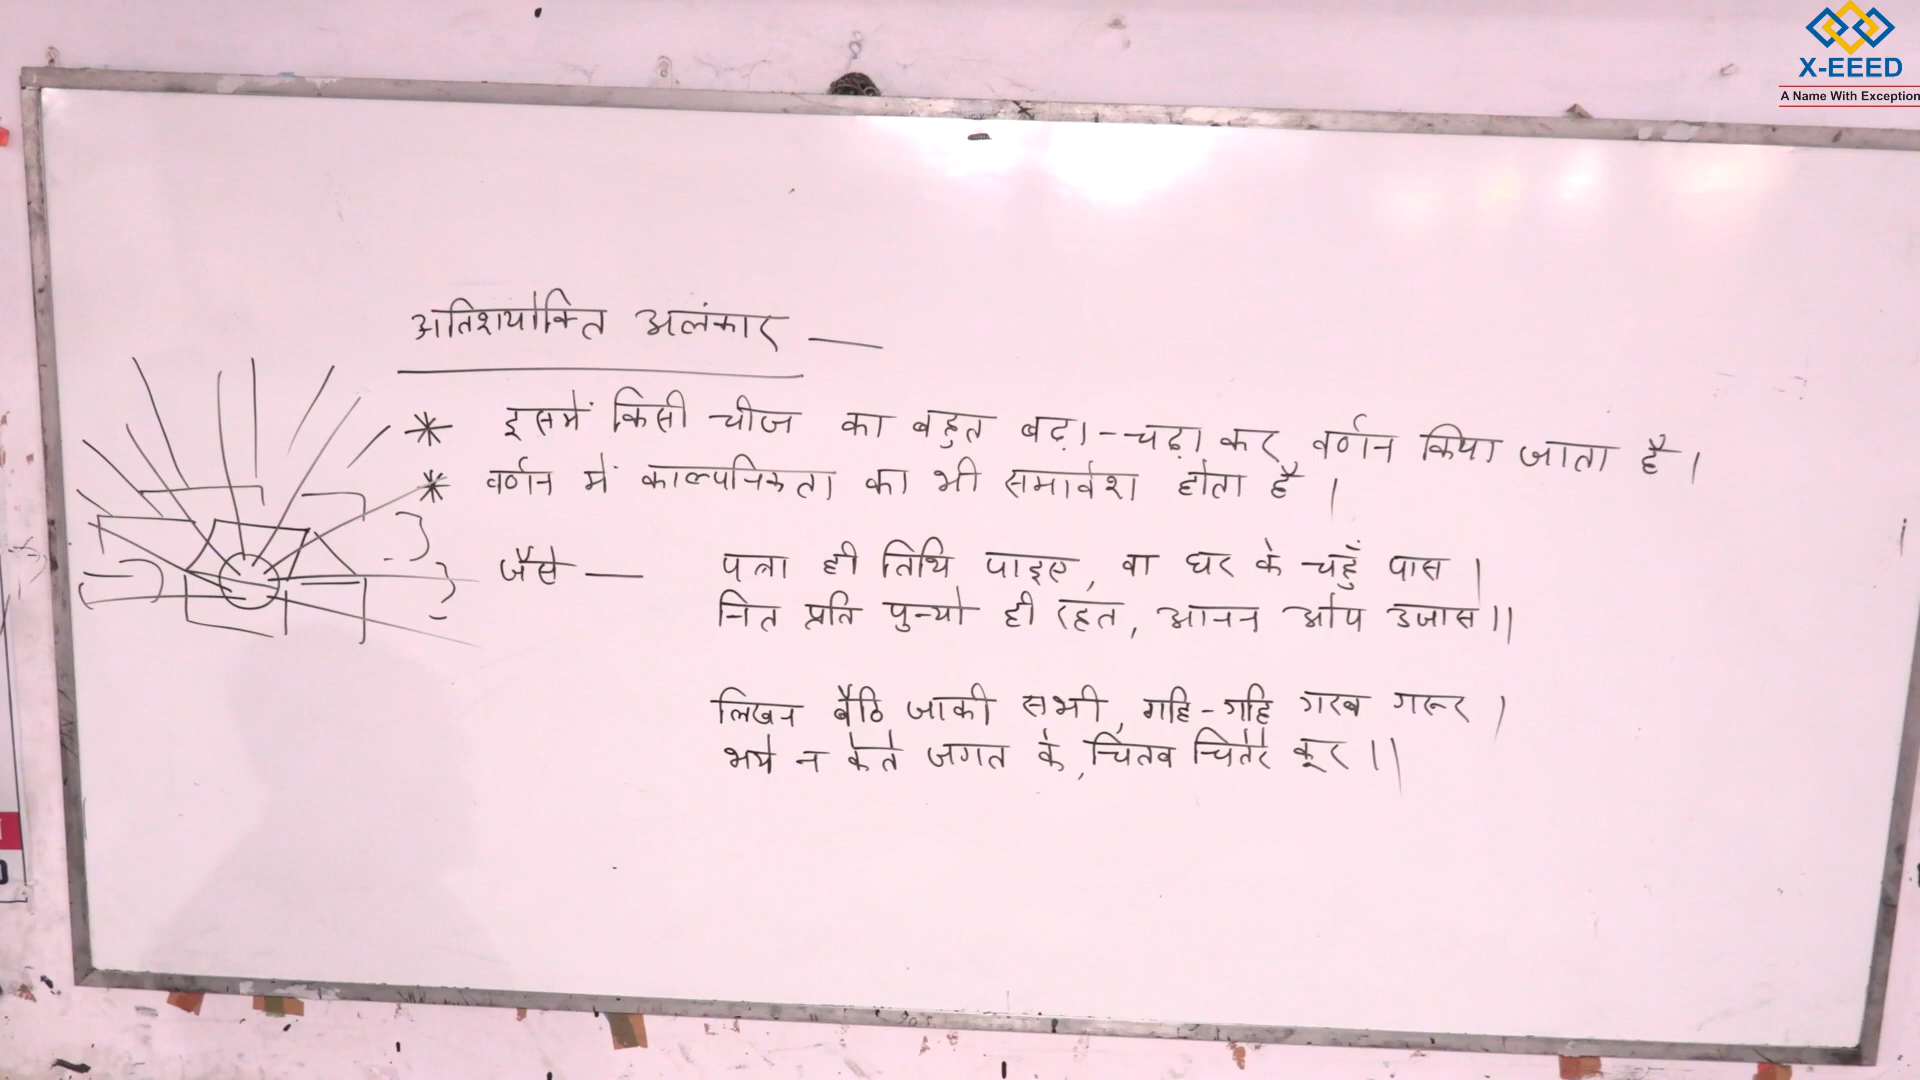 X-EEED
A Name With Exception
अतिशयोक्ति अलंकार —
* इसमें किसी चीज का बहुत बढ़ा-चढ़ा कर वर्णन किया जाता है।
* वर्णन में काल्पनिकता का भी समावेश होता है।
जैसे — पत्रा ही तिथि पाइए, वा घर के चहुँ पास।
नित प्रति पुन्यो ही रहत, आनन ओप उजास॥
लिखन बैठि जाकी सभी, गहि-गहि गरब गरूर।
भये न केते जगत के, चितव चितेरे कूर॥